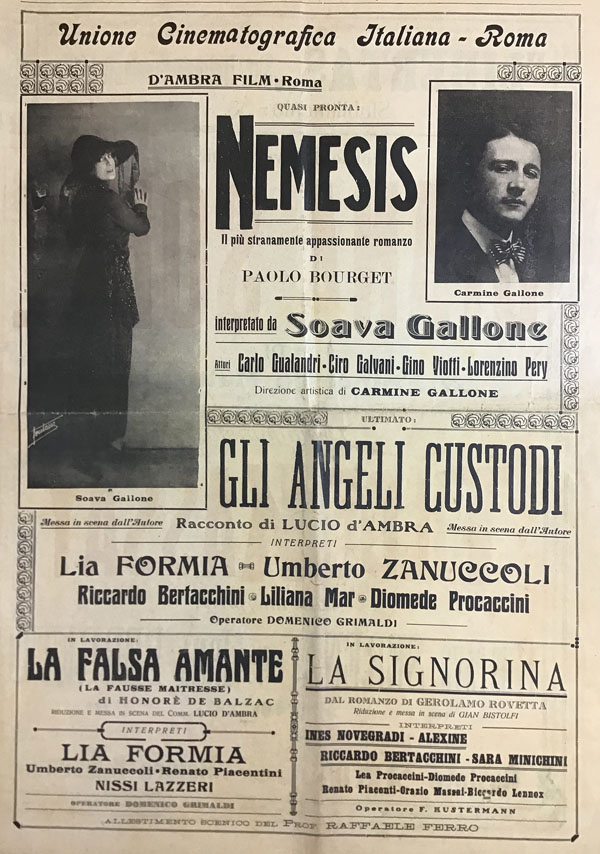 Unione Cinematografica Italiana - Roma
D'AMBRA FILM • Roma
QUASI PRONTA:
NEMESIS
Il più stranamente appassionante romanzo
DI
PAOLO BOURGET
Carmine Gallone
interpretato da Soava Gallone
Attori Carlo Gualandri - Ciro Galvani - Gino Viotti - Lorenzino Pery
Direzione artistica di CARMINE GALLONE
Soava Gallone
ULTIMATO:
GLI ANGELI CUSTODI
Messa in scena dall'Autore Racconto di LUCIO d'AMBRA Messa in scena dall'Autore
INTERPRETI
Lia FORMIA - Umberto ZANUCCOLI
Riccardo Bertacchini • Liliana Mar • Diomede Procaccini
Operatore DOMENICO GRIMALDI
IN LAVORAZIONE:
LA FALSA AMANTE
(LA FAUSSE MAITRESSE)
di HONORÈ DE BALZAC
RIDUZIONE E MESSA IN SCENA DEL COMM. LUCIO D'AMBRA
INTERPRETI
LIA FORMIA
Umberto Zanuccoli - Renato Piacentini
NISSI LAZZERI
OPERATORE DOMENICO GRIMALDI
IN LAVORAZIONE:
LA SIGNORINA
DAL ROMANZO DI GEROLAMO ROVETTA
Riduzione e messa in scena di GIAN BISTOLFI
INTERPRETI
INES NOVEGRADI - ALEXINE
RICCARDO BERTACCHINI - SARA MINICHINI
Lea Procaccini-Diomede Procaccini
Renato Piacenti-Orazio Massei-Riccardo Lennox
Operatore F. KUSTERMANN
ALLESTIMENTO SCENICO DEL Prof. RAFFAELE FERRO